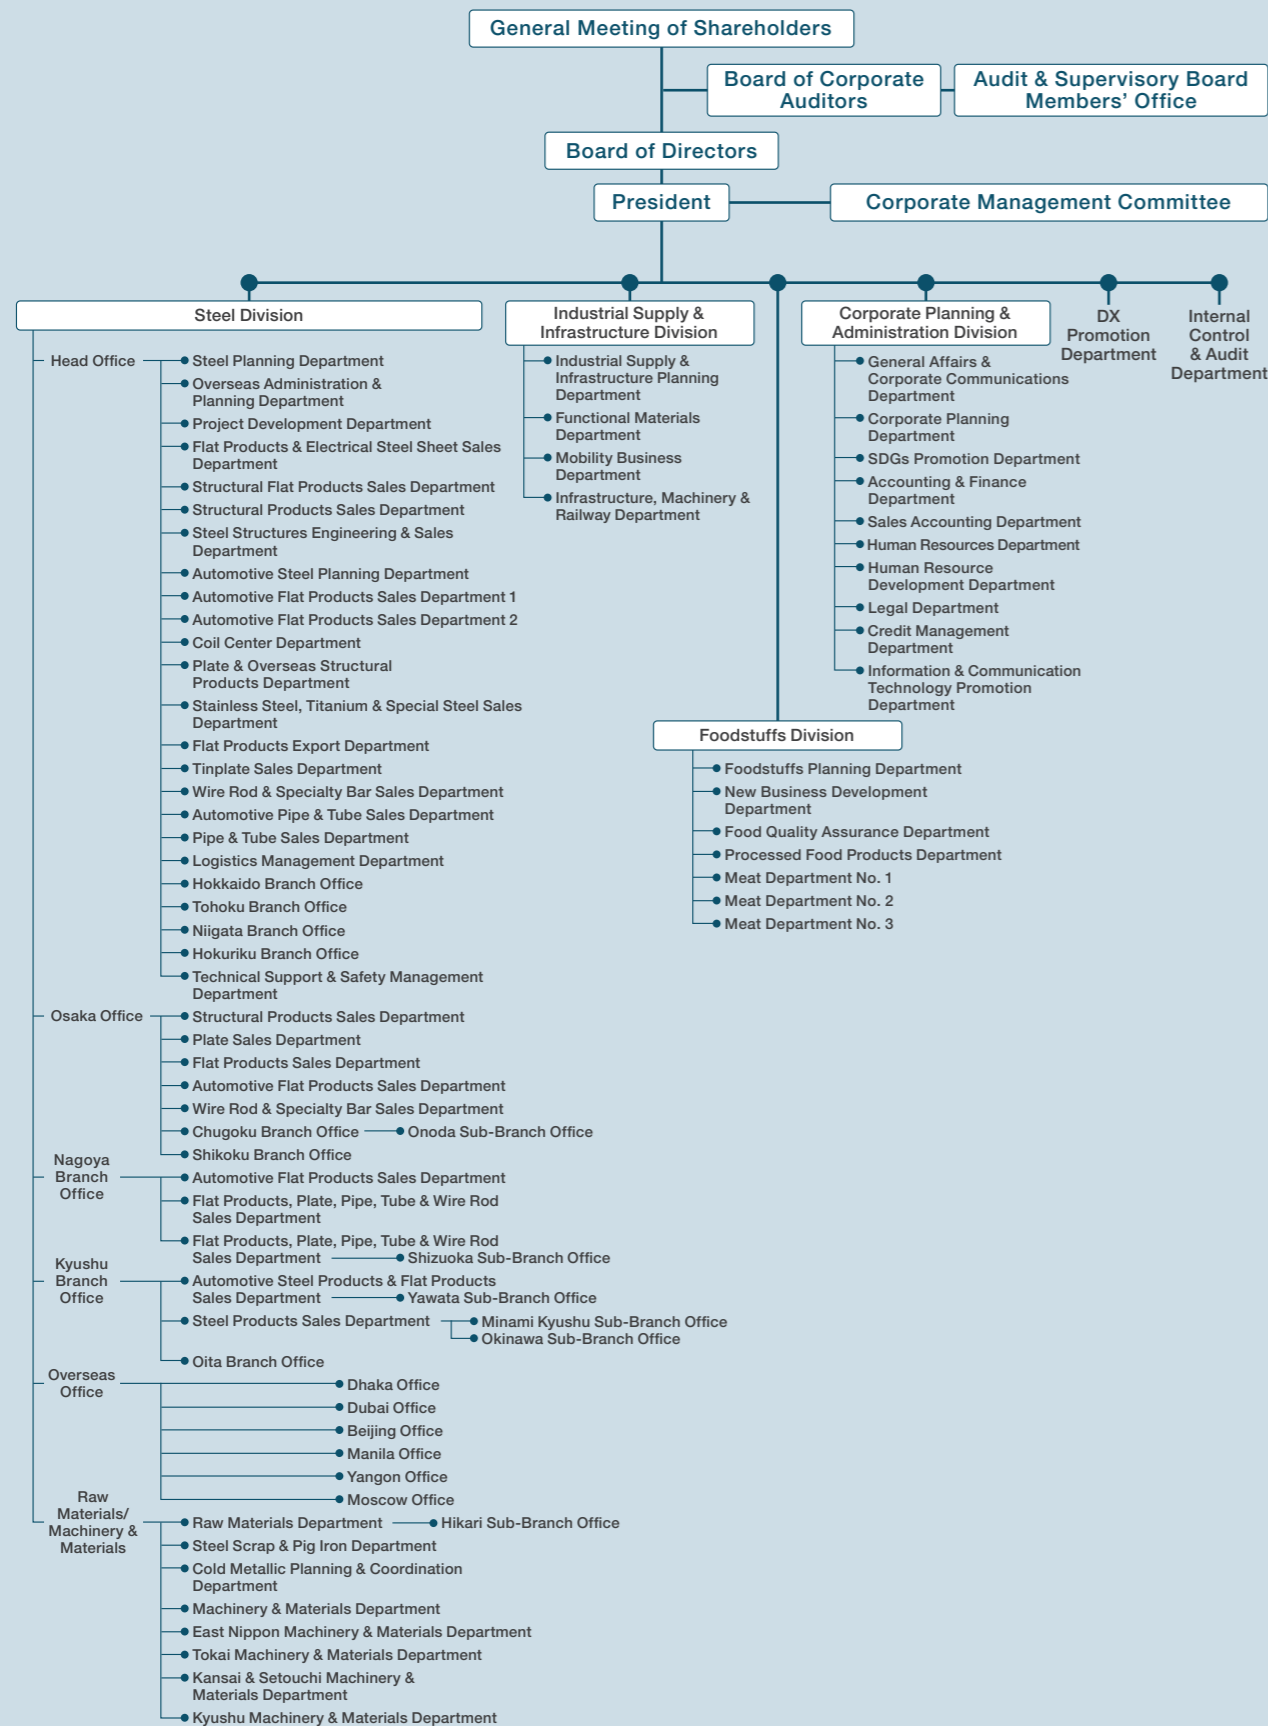 General Meeting of Shareholders
Board of Corporate
Auditors
Audit & Supervisory Board
Members' Office
Board of Directors
President
Corporate Management Committee
Steel Division
Head Office
Steel Planning Department
Overseas Administration &
Planning Department
Project Development Department
Flat Products & Electrical Steel Sheet Sales
Department
Structural Flat Products Sales Department
Structural Products Sales Department
Steel Structures Engineering & Sales
Department
Automotive Steel Planning Department
Automotive Flat Products Sales Department 1
Automotive Flat Products Sales Department 2
Coil Center Department
Plate & Overseas Structural
Products Department
Stainless Steel, Titanium & Special Steel Sales
Department
Flat Products Export Department
Tinplate Sales Department
Wire Rod & Specialty Bar Sales Department
Automotive Pipe & Tube Sales Department
Pipe & Tube Sales Department
Logistics Management Department
Hokkaido Branch Office
Tohoku Branch Office
Niigata Branch Office
Hokuriku Branch Office
Technical Support & Safety Management
Department
Osaka Office
Structural Products Sales Department
Plate Sales Department
Flat Products Sales Department
Automotive Flat Products Sales Department
Wire Rod & Specialty Bar Sales Department
Chugoku Branch Office
Onoda Sub-Branch Office
Shikoku Branch Office
Nagoya
Branch
Office
Automotive Flat Products Sales Department
Flat Products, Plate, Pipe, Tube & Wire Rod
Sales Department
Flat Products, Plate, Pipe, Tube & Wire Rod
Sales Department
Shizuoka Sub-Branch Office
Kyushu
Branch
Office
Automotive Steel Products & Flat Products
Sales Department
Yawata Sub-Branch Office
Steel Products Sales Department
Minami Kyushu Sub-Branch Office
Okinawa Sub-Branch Office
Oita Branch Office
Overseas
Office
Dhaka Office
Dubai Office
Beijing Office
Manila Office
Yangon Office
Moscow Office
Raw
Materials/
Machinery &
Materials
Raw Materials Department
Hikari Sub-Branch Office
Steel Scrap & Pig Iron Department
Cold Metallic Planning & Coordination
Department
Machinery & Materials Department
East Nippon Machinery & Materials Department
Tokai Machinery & Materials Department
Kansai & Setouchi Machinery &
Materials Department
Kyushu Machinery & Materials Department
Industrial Supply &
Infrastructure Division
Industrial Supply &
Infrastructure Planning
Department
Functional Materials
Department
Mobility Business
Department
Infrastructure, Machinery &
Railway Department
Foodstuffs Division
Foodstuffs Planning Department
New Business Development
Department
Food Quality Assurance Department
Processed Food Products Department
Meat Department No. 1
Meat Department No. 2
Meat Department No. 3
Corporate Planning &
Administration Division
General Affairs &
Corporate Communications
Department
Corporate Planning
Department
SDGs Promotion Department
Accounting & Finance
Department
Sales Accounting Department
Human Resources Department
Human Resource
Development Department
Legal Department
Credit Management
Department
Information & Communication
Technology Promotion
Department
DX
Promotion
Department
Internal
Control
& Audit
Department